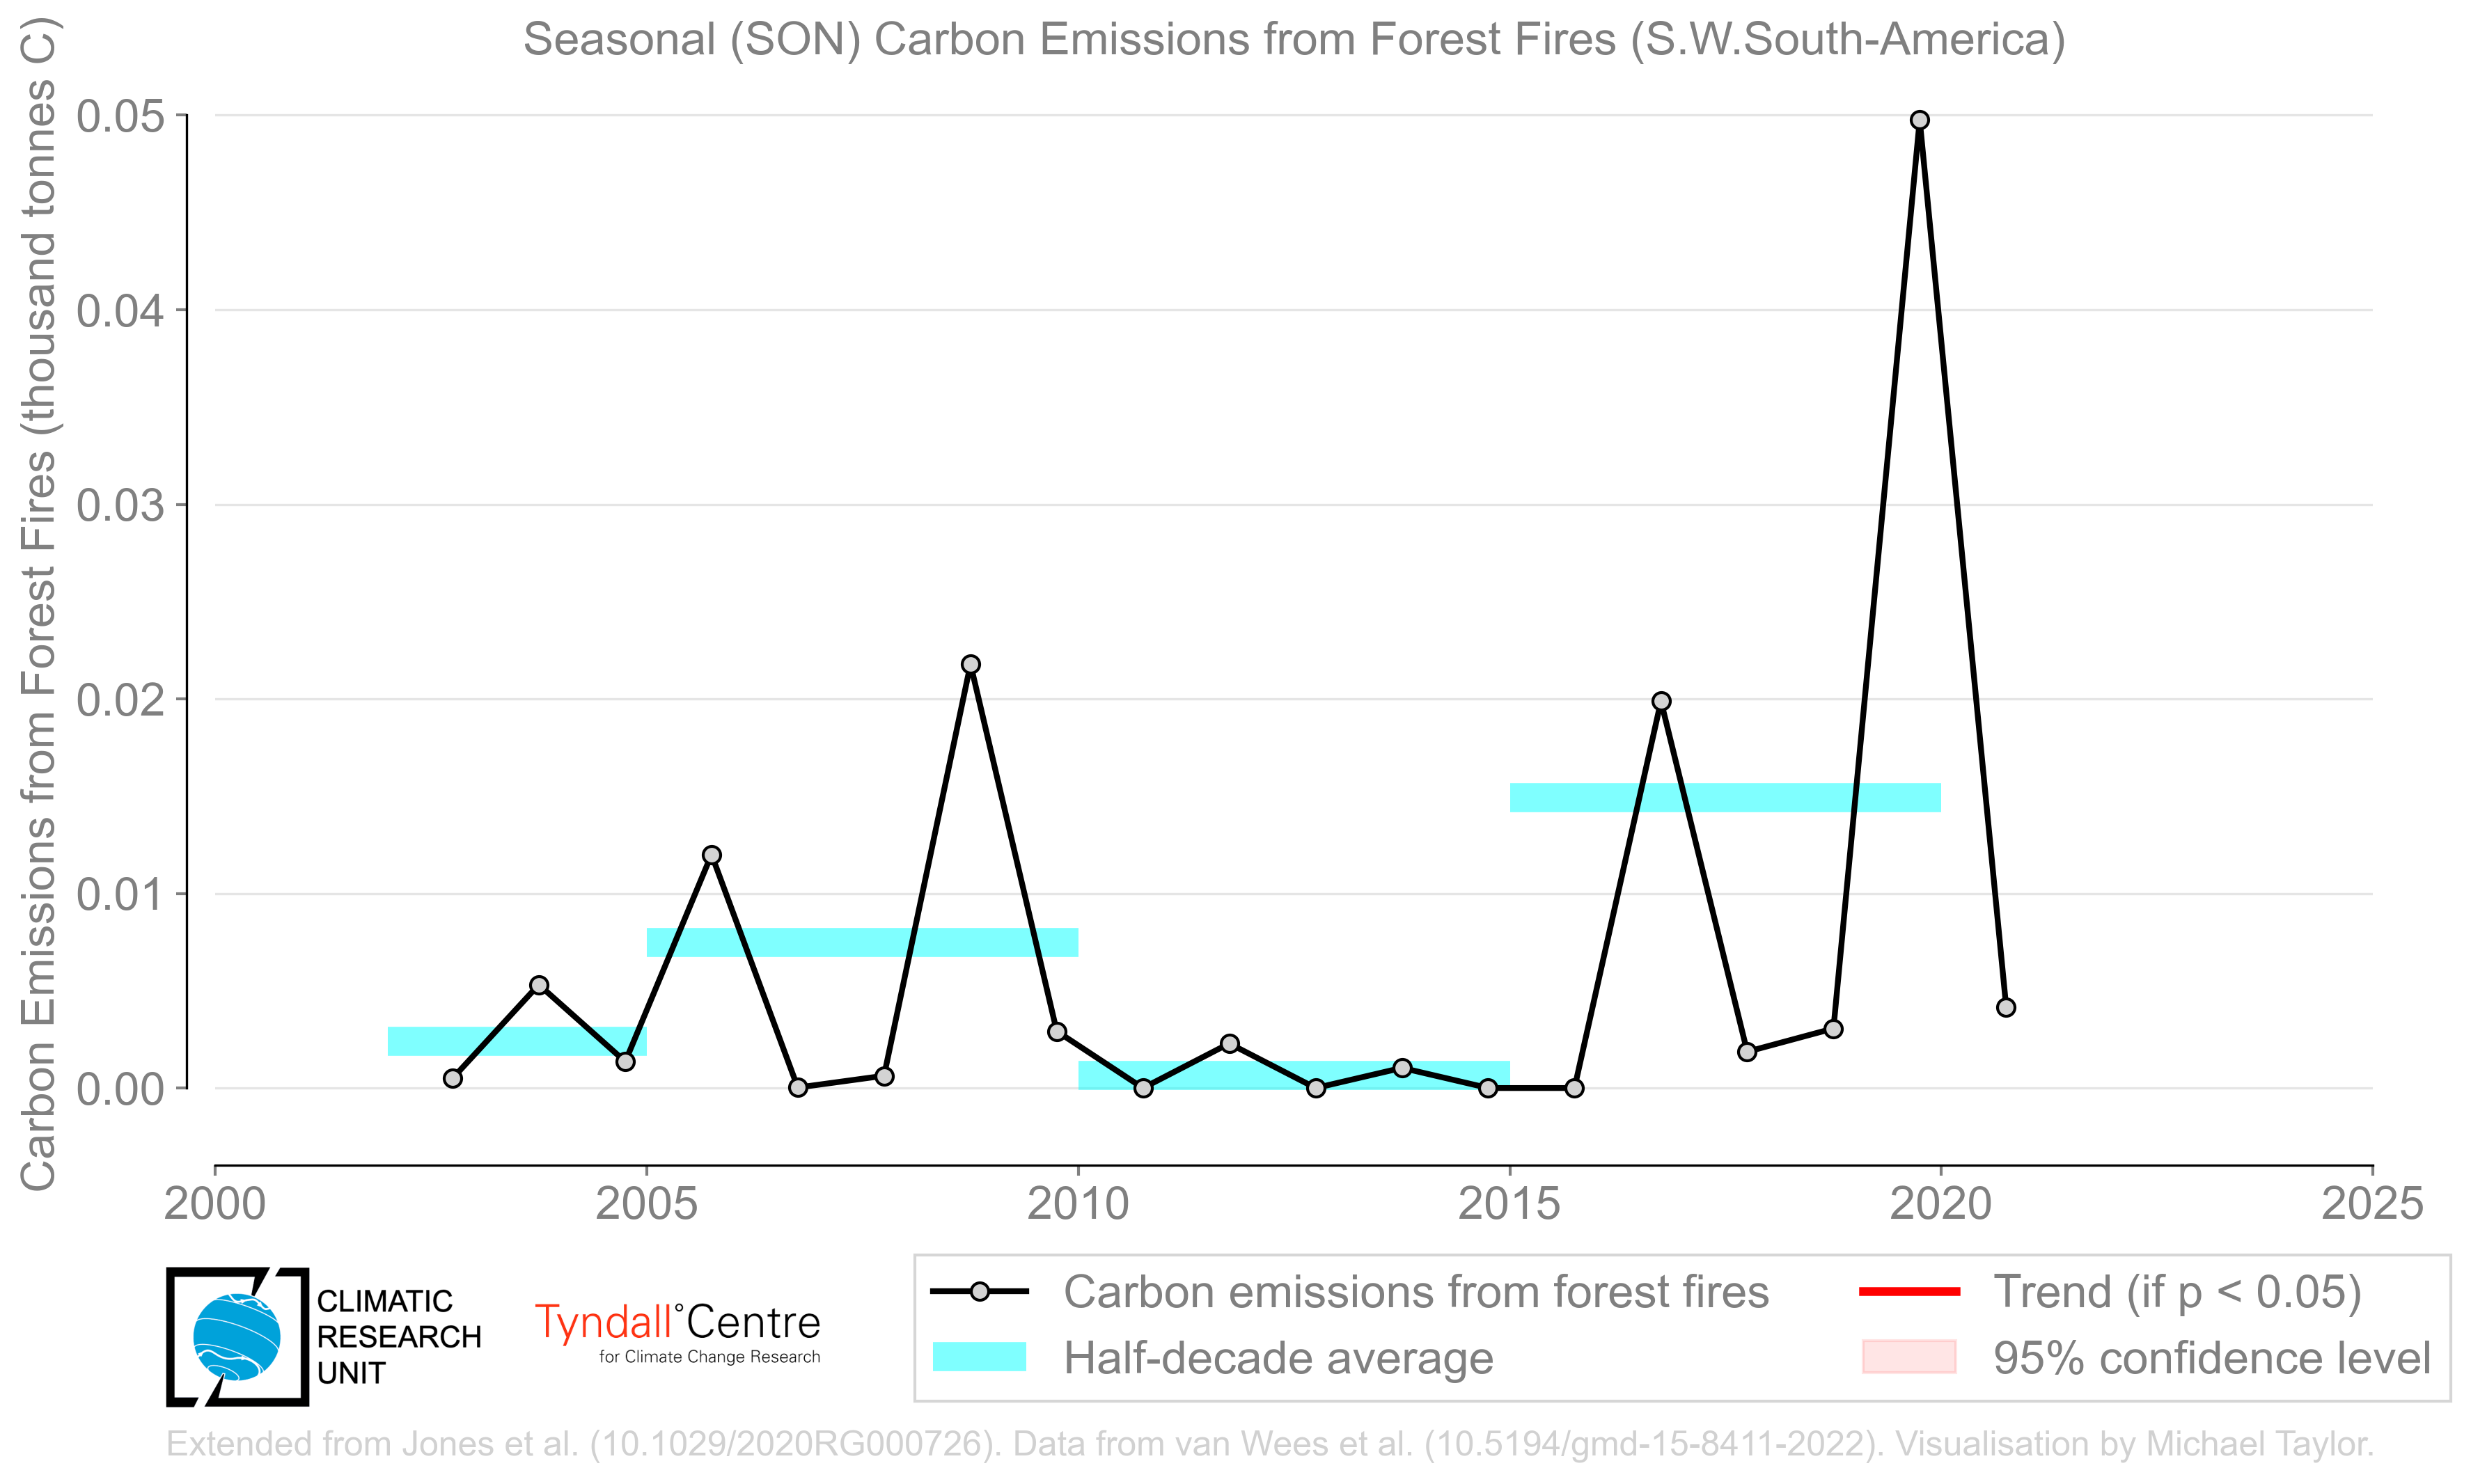 Seasonal (SON) Carbon Emissions from Forest Fires (S.W.South-America)
Carbon Emissions from Forest Fires (thousand tonnes C)
0.05
0.04
0.03
0.02
0.01
0.00
2000 2005 2010 2015 2020 2025
CLIMATIC
RESEARCH
UNIT
Tyndall°Centre
for Climate Change Research
Carbon emissions from forest fires
Half-decade average
Trend (if p < 0.05)
95% confidence level
Extended from Jones et al. (10.1029/2020RG000726). Data from van Wees et al. (10.5194/gmd-15-8411-2022). Visualisation by Michael Taylor.